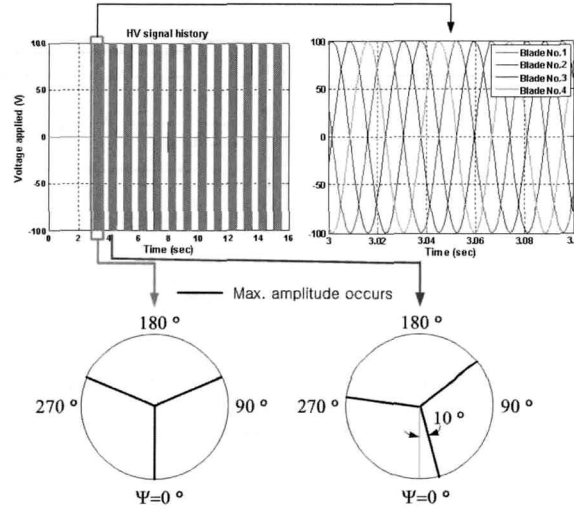 HV signal history
Voltage applied (V)
100
50
0
-50
-100
0 2 4 6 8 10 12 14 16
Time (sec)
Blade No.1
Blade No.2
Blade No.3
Blade No.4
100
50
0
-50
-100
3 3.02 3.04 3.06 3.08 3.
Time (sec)
Max. amplitude occurs
180 °
270 °
90 °
Ψ=0 °
180 °
270 °
90 °
10 °
Ψ=0 °